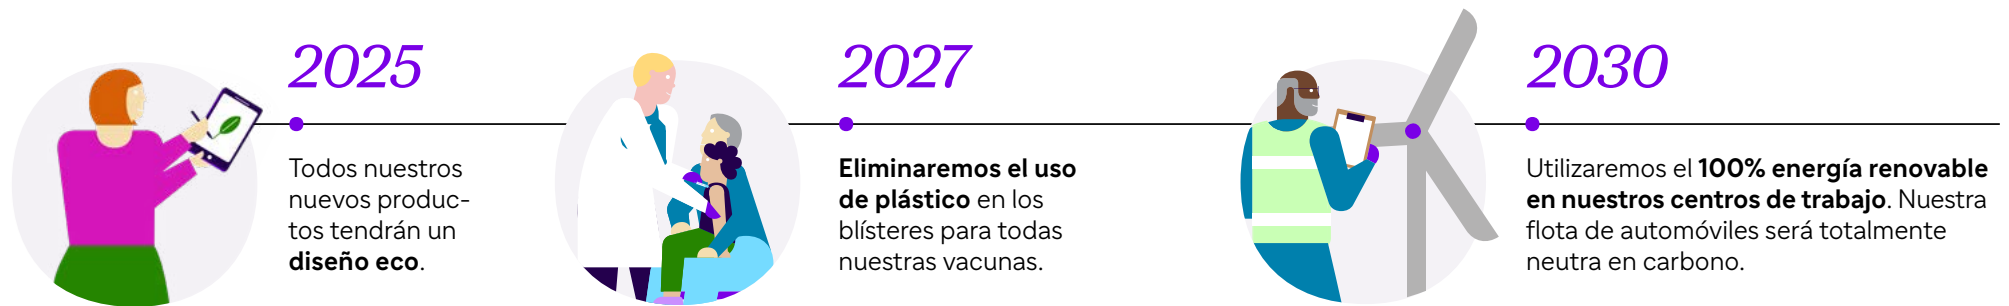 2025
Todos nuestros
nuevos produc-
tos tendrán un
diseño eco.
2027
Eliminaremos el uso
de plástico en los
blísteres para todas
nuestras vacunas.
2030
Utilizaremos el 100% energía renovable
en nuestros centros de trabajo. Nuestra
flota de automóviles será totalmente
neutra en carbono.